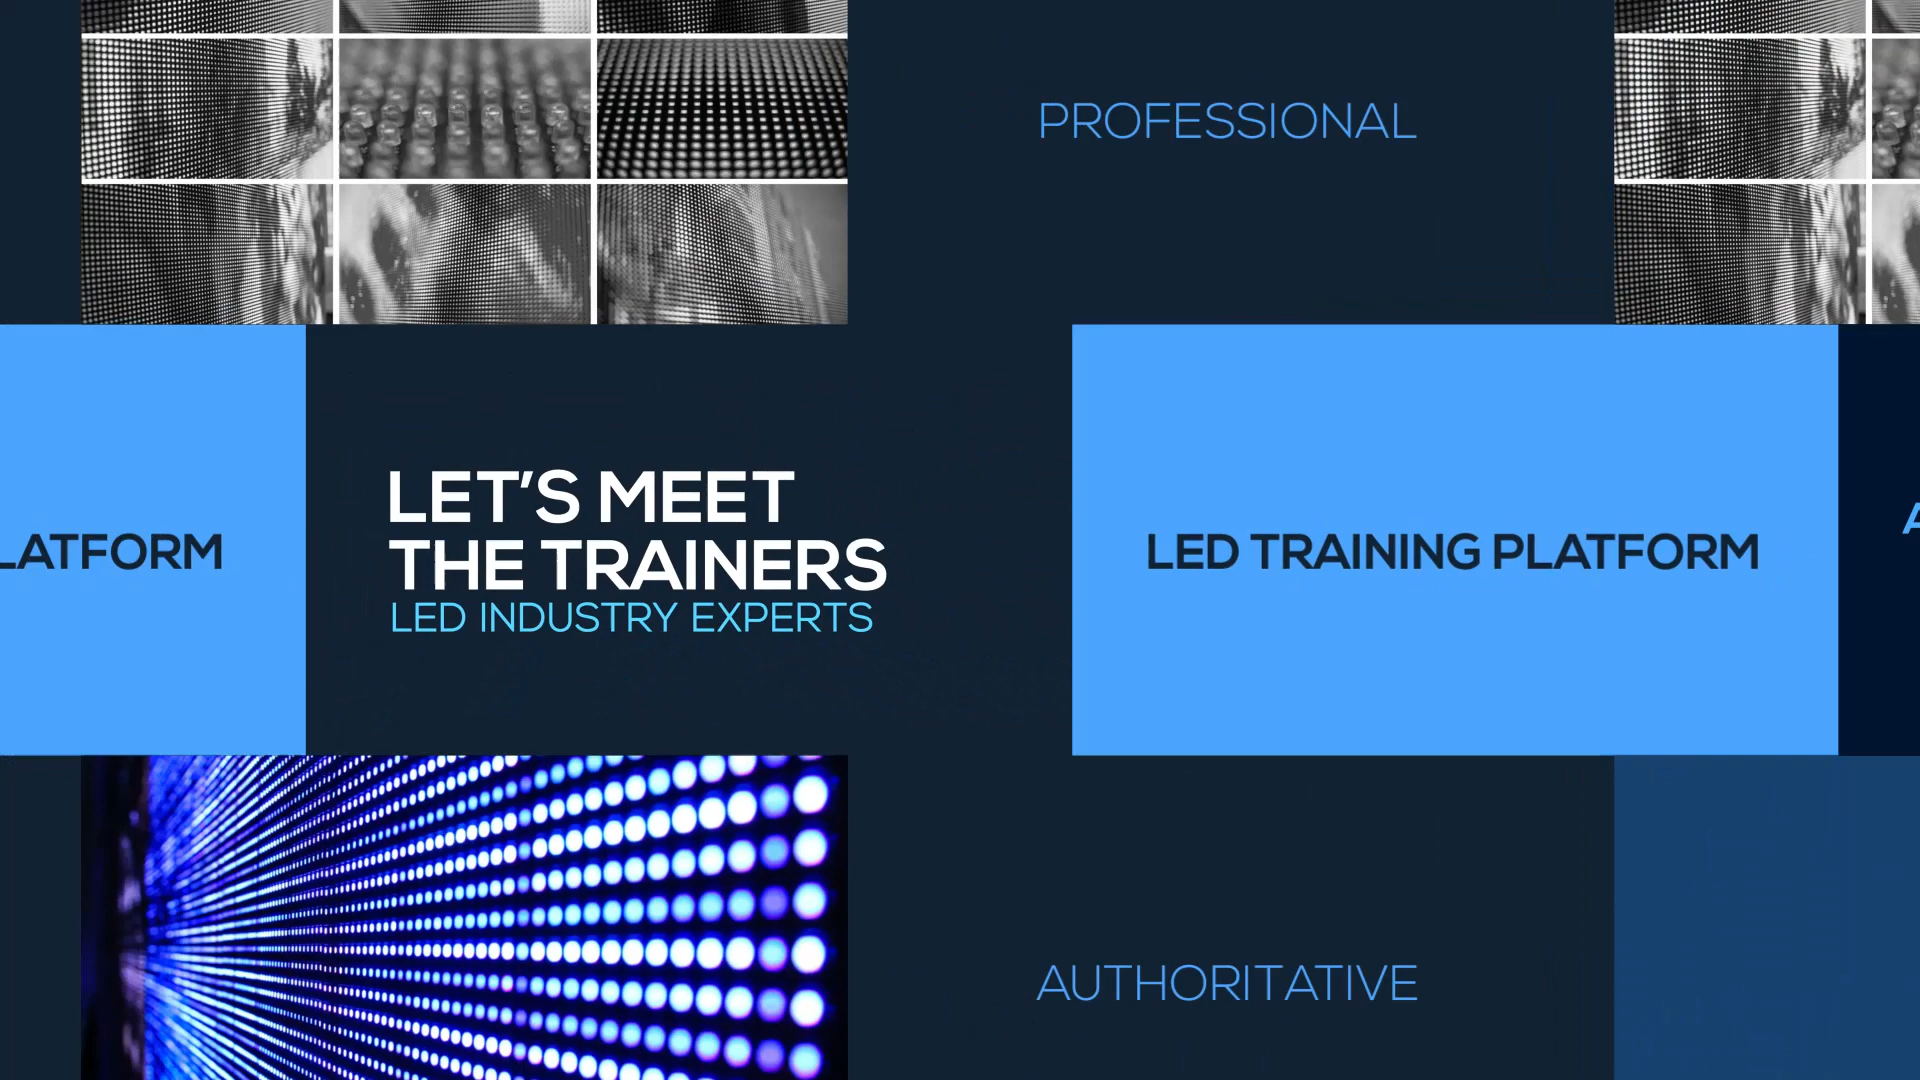 PROFESSIONAL
LATFORM
LET'S MEET
THE TRAINERS
LED INDUSTRY EXPERTS
LED TRAINING PLATFORM
A
AUTHORITATIVE